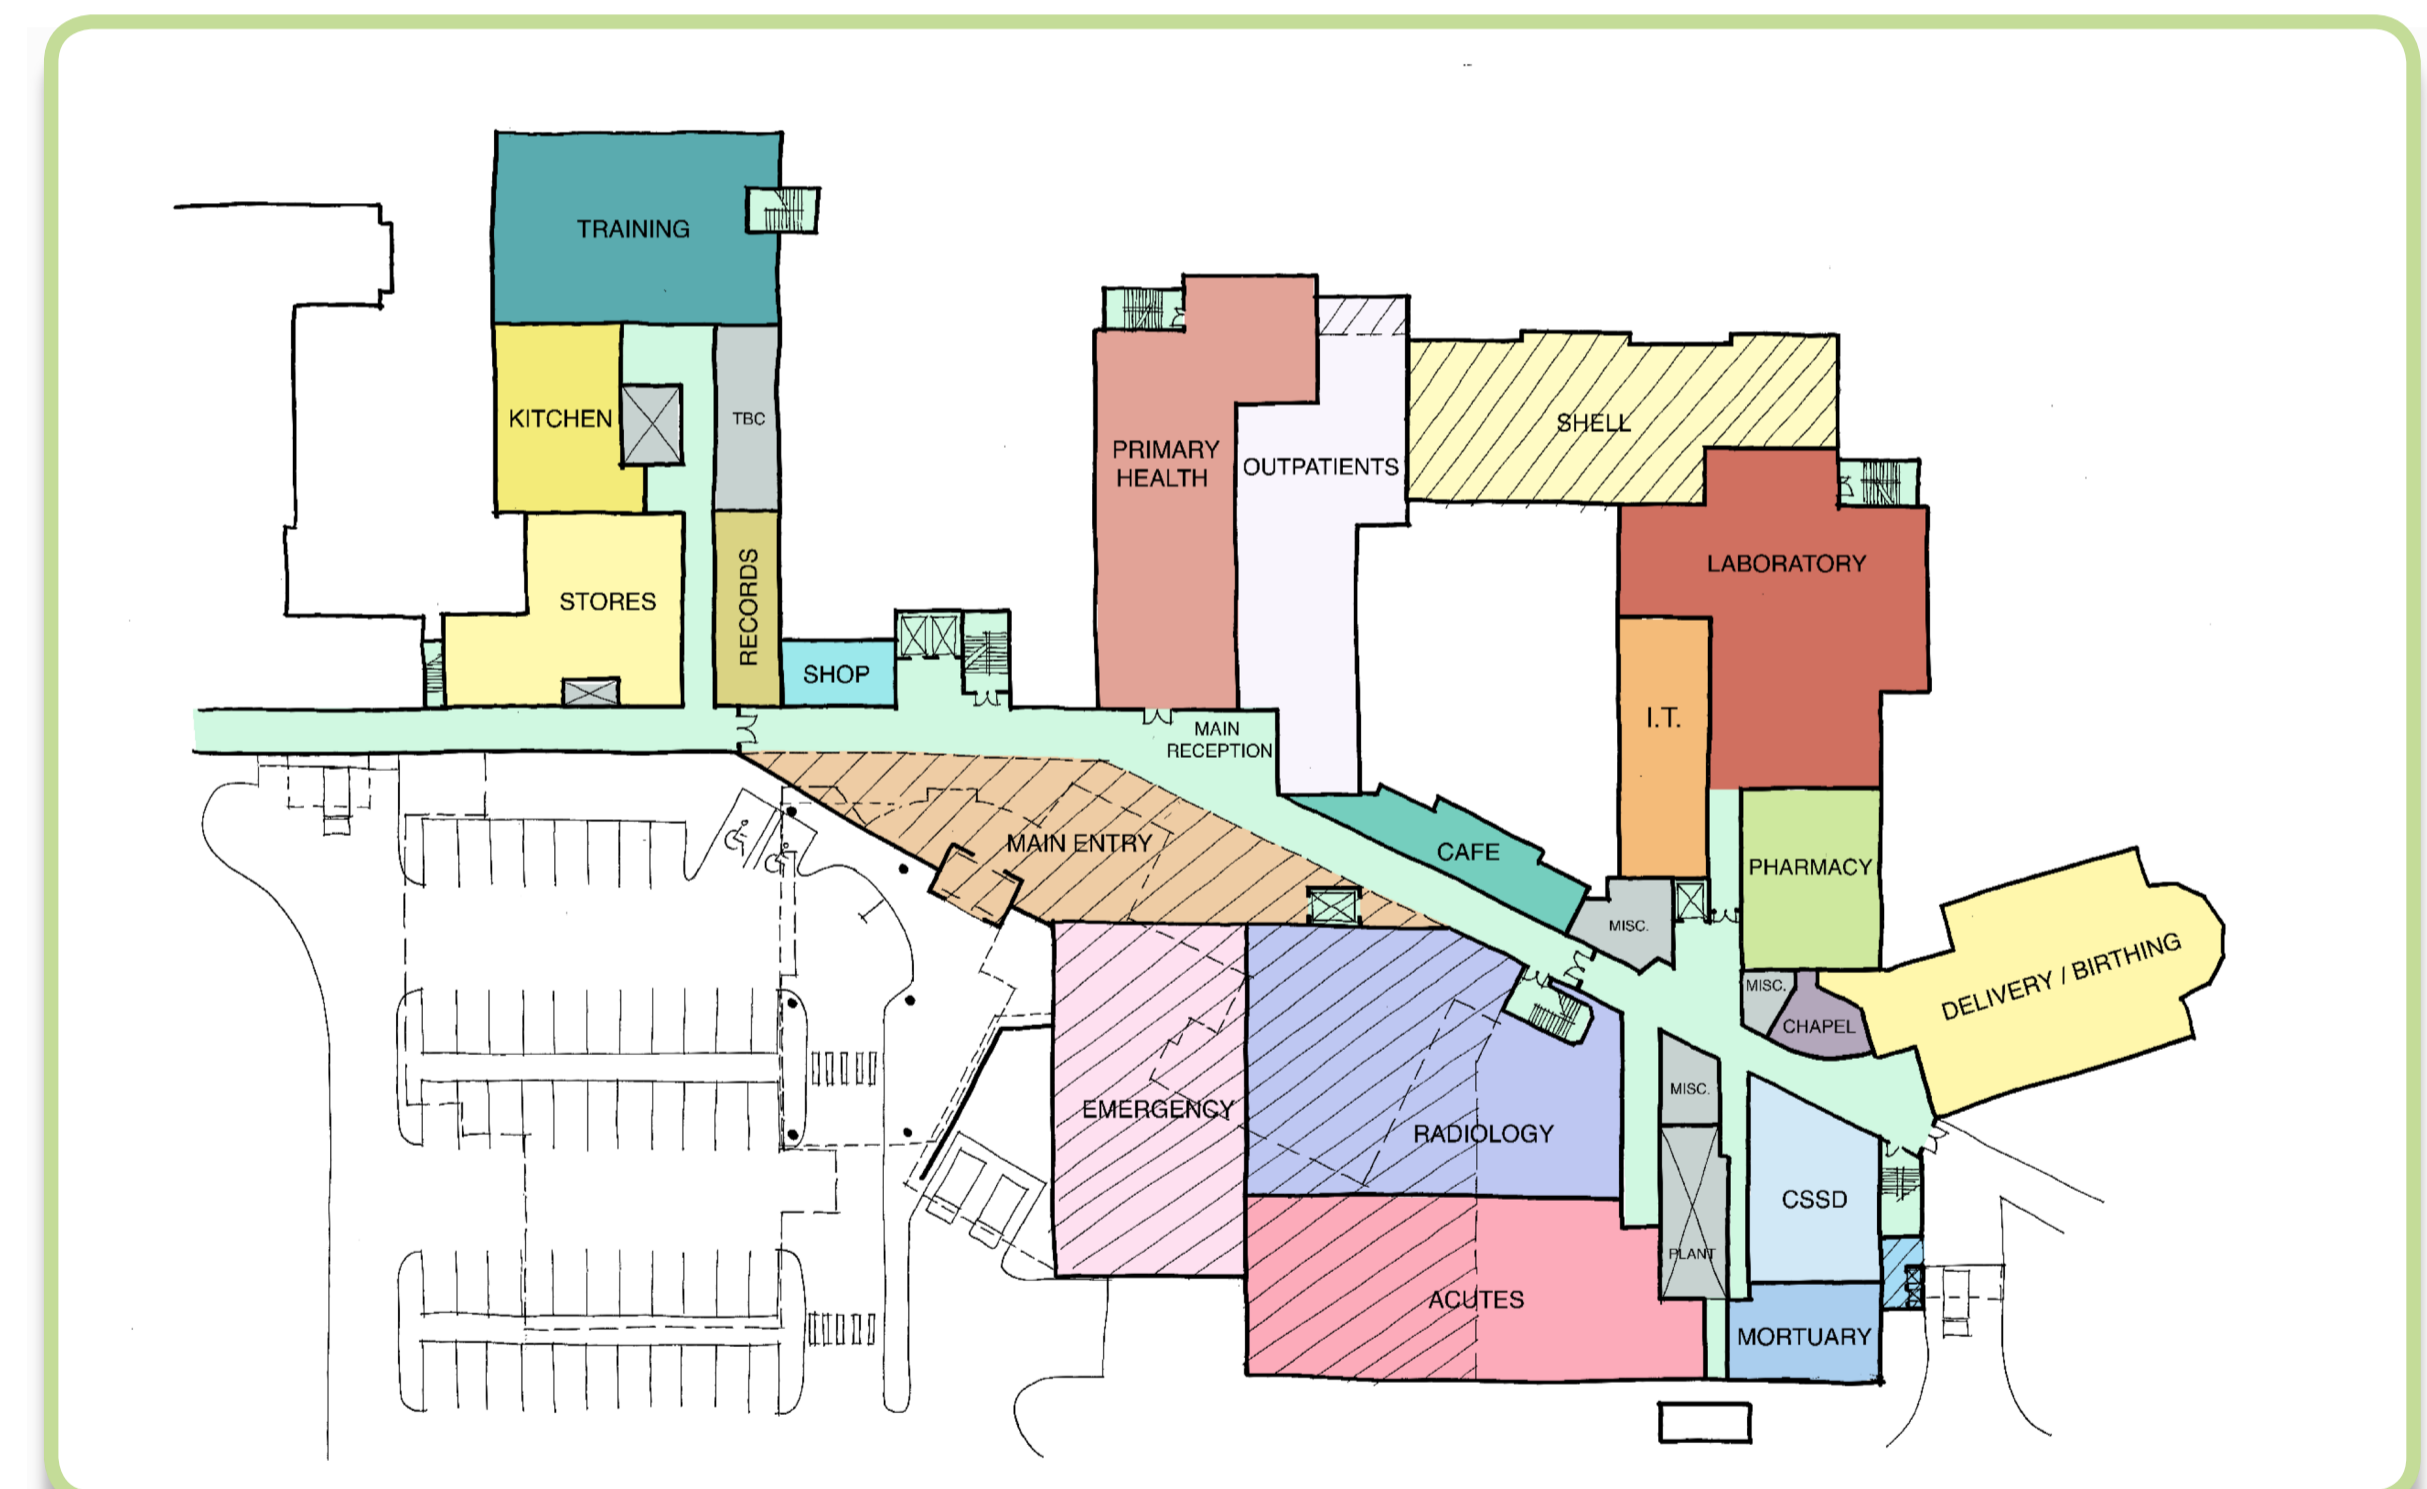 TRAINING
KITCHEN
TBC
STORES
RECORDS
SHOP
PRIMARY
HEALTH
OUTPATIENTS
SHELL
LABORATORY
I.T.
MAIN
RECEPTION
MAIN ENTRY
CAFE
PHARMACY
MISC.
MISC.
CHAPEL
DELIVERY / BIRTHING
EMERGENCY
RADIOLOGY
MISC.
PLANT
CSSD
ACUTES
MORTUARY